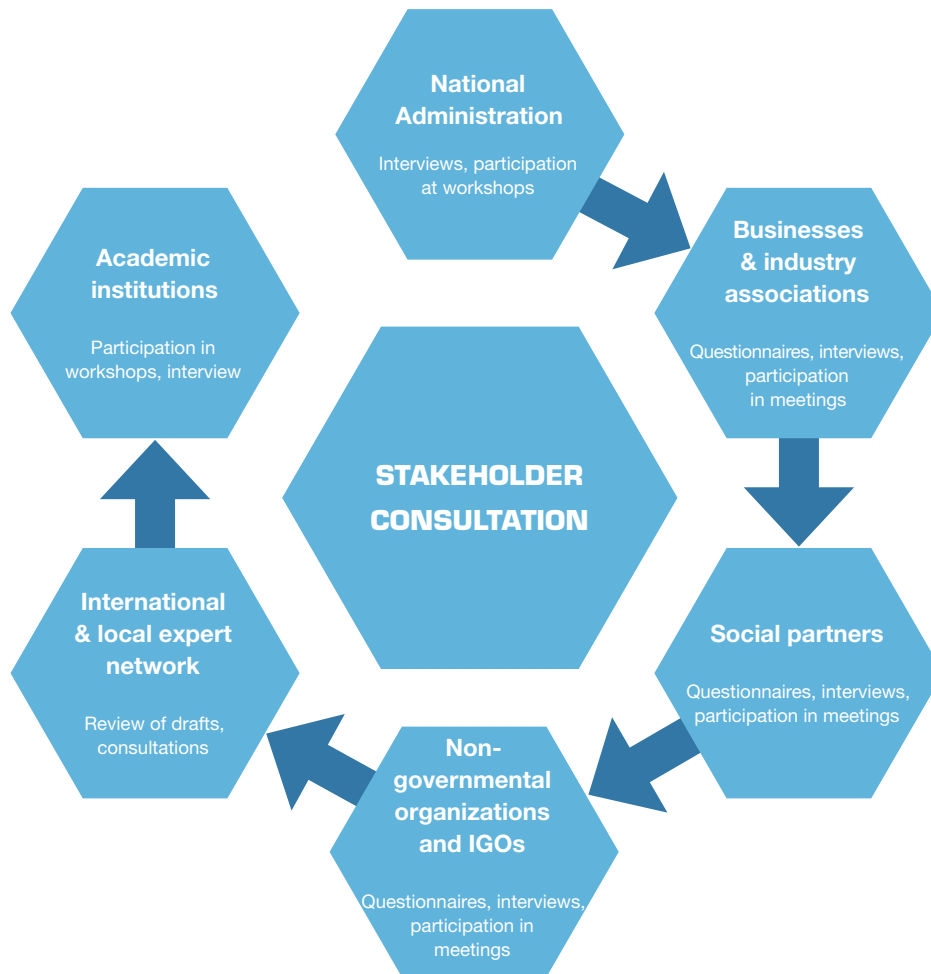 National
Administration
Interviews, participation
at workshops
Businesses
& industry
associations
Questionnaires, interviews,
participation
in meetings
Social partners
Questionnaires, interviews,
participation in meetings
Non-
governmental
organizations
and IGOs
Questionnaires, interviews,
participation in
meetings
International
& local expert
network
Review of drafts,
consultations
Academic
institutions
Participation in
workshops, interview
STAKEHOLDER
CONSULTATION